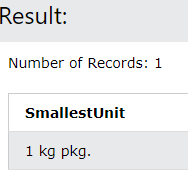 Result:
Number of Records: 1
SmallestUnit
1 kg pkg.